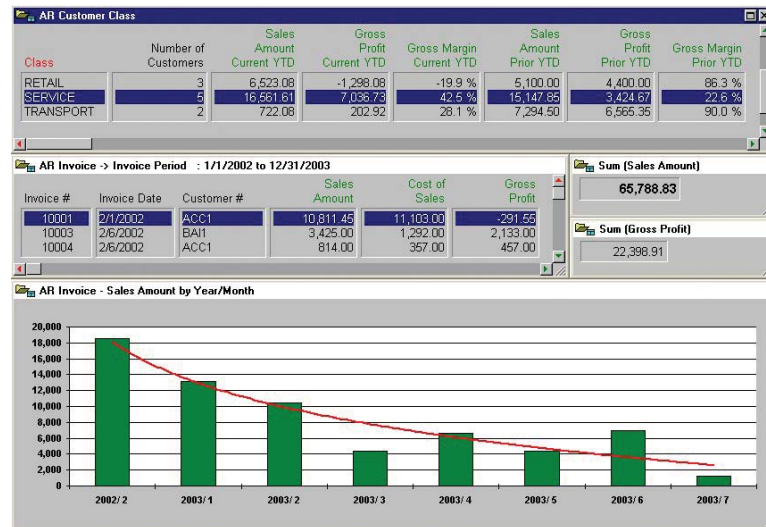 AR Customer Class
Class Number of Customers Sales Amount Current YTD Gross Profit Current YTD Gross Margin Current YTD Sales Amount Prior YTD Gross Profit Prior YTD Gross Margin Prior YTD
RETAIL 3 6,523.08 -1,298.08 -19.9 % 5,100.00 4,400.00 86.3 %
SERVICE 5 16,561.61 7,036.73 42.5 % 15,147.85 3,424.67 22.6 %
TRANSPORT 2 722.08 202.92 28.1 % 7,294.50 6,565.35 90.0 %
AR Invoice -> Invoice Period : 1/1/2002 to 12/31/2003
Invoice # Invoice Date Customer # Sales Amount Cost of Sales Gross Profit
10001 2/1/2002 ACC1 10,811.45 11,103.00 -291.55
10003 2/6/2002 BAI1 3,425.00 1,292.00 2,133.00
10004 2/6/2002 ACC1 814.00 357.00 457.00
Sum (Sales Amount)
65,788.83
Sum (Gross Profit)
22,398.91
AR Invoice - Sales Amount by Year/Month
20,000
18,000
16,000
14,000
12,000
10,000
8,000
6,000
4,000
2,000
0
2002/ 2 2003/ 1 2003/ 2 2003/ 3 2003/ 4 2003/ 5 2003/ 6 2003/ 7